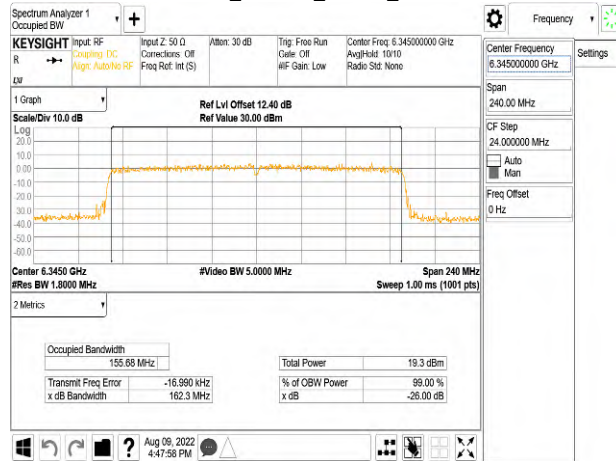 Spectrum Analyzer 1
Occupied BW
+
Frequency
KEYSIGHT
Input: RF
Coupling: DC
Align: Auto/No RF
Input Z: 50 Ω
Corrections: Off
Freq Ref: Int (S)
Atten: 30 dB
Trig: Free Run
Gate: Off
#IF Gain: Low
Center Freq: 6.345000000 GHz
Avg|Hold: 10/10
Radio Std: None
R
LXI
Center Frequency
6.345000000 GHz
Settings
Span
240.00 MHz
CF Step
24.000000 MHz
Auto
Man
Freq Offset
0 Hz
1 Graph
Scale/Div 10.0 dB
Ref Lvl Offset 12.40 dB
Ref Value 30.00 dBm
Log
20.0
10.0
0.00
-10.0
-20.0
-30.0
-40.0
-50.0
-60.0
Center 6.3450 GHz
#Video BW 5.0000 MHz
Span 240 MHz
#Res BW 1.8000 MHz
Sweep 1.00 ms (1001 pts)
2 Metrics
Occupied Bandwidth
155.68 MHz
Total Power 19.3 dBm
Transmit Freq Error -16.990 kHz
% of OBW Power 99.00 %
x dB Bandwidth 162.3 MHz
x dB -26.00 dB
?
Aug 09, 2022
4:47:58 PM